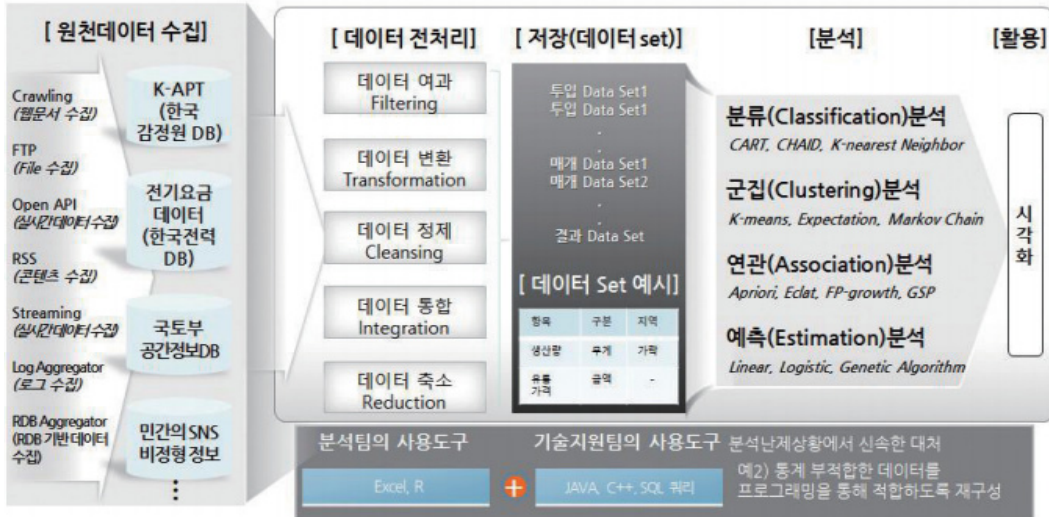 [ 원천데이터 수집]
Crawling
(웹문서 수집)
FTP
(File 수집)
Open API
(실시간데이터수집)
RSS
(콘텐츠 수집)
Streaming
(실시간데이터수집)
Log Aggregator
(로그 수집)
RDB Aggregator
(RDB 기반데이터
수집)
K-APT
(한국
감정원 DB)
전기요금
데이터
(한국전력
DB)
국토부
공간정보DB
민간의 SNS
비정형 정보
[ 데이터 전처리]
데이터 여과
Filtering
데이터 변환
Transformation
데이터 정제
Cleansing
데이터 통합
Integration
데이터 축소
Reduction
[ 저장(데이터 set)]
투입 Data Set1
투입 Data Set1
.
.
매개 Data Set1
매개 Data Set2
.
.
결과 Data Set
[ 데이터 Set 예시]
항목 구분 지역
생산량 무게 가락
유통 금액 -
가격
[분석]
분류(Classification)분석
CART, CHAID, K-nearest Neighbor
군집(Clustering)분석
K-means, Expectation, Markov Chain
연관(Association)분석
Apriori, Eclat, FP-growth, GSP
예측(Estimation)분석
Linear, Logistic, Genetic Algorithm
[활용]
시
각
화
분석팀의 사용도구
Excel, R
기술지원팀의 사용도구
JAVA, C++, SQL 쿼리
분석난제상황에서 신속한 대처
예2) 통계 부적합한 데이터를
프로그래밍을 통해 적합하도록 재구성